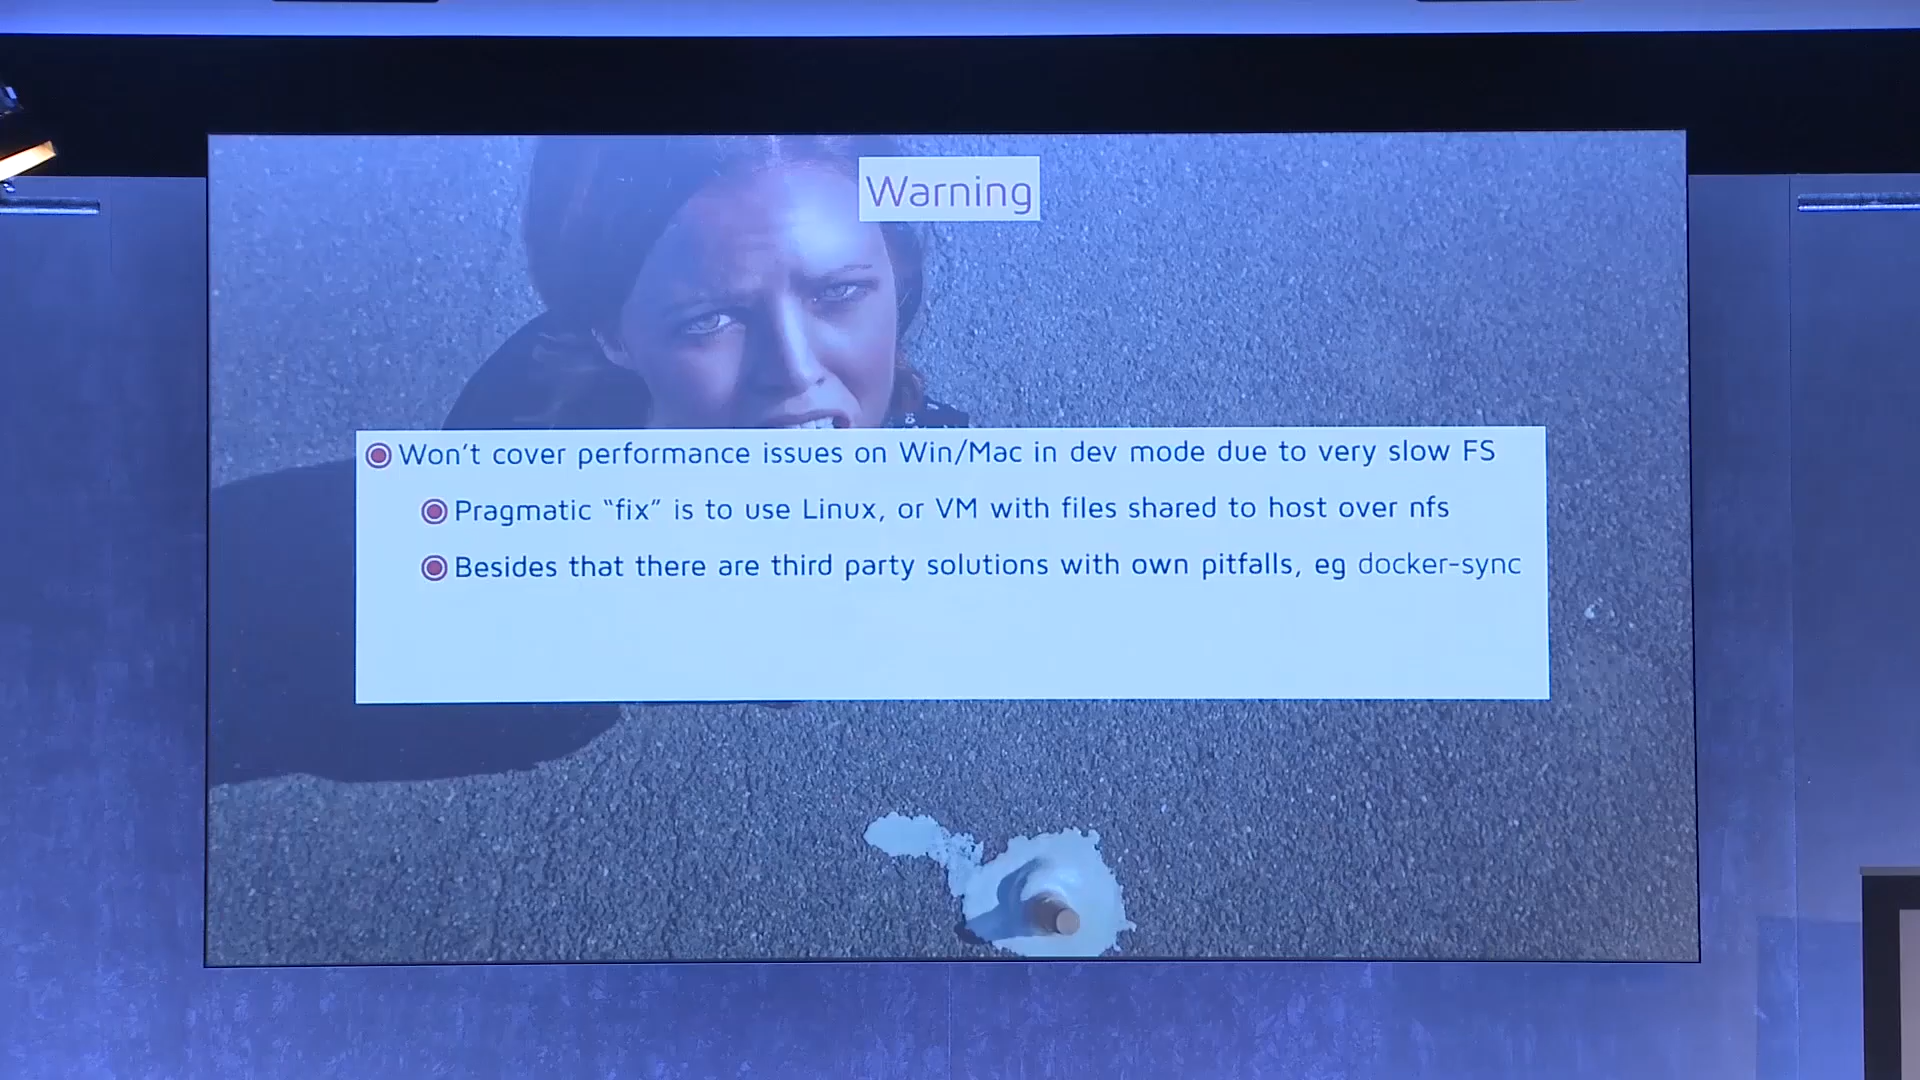 Warning
Won't cover performance issues on Win/Mac in dev mode due to very slow FS
Pragmatic “fix” is to use Linux, or VM with files shared to host over nfs
Besides that there are third party solutions with own pitfalls, eg docker-sync